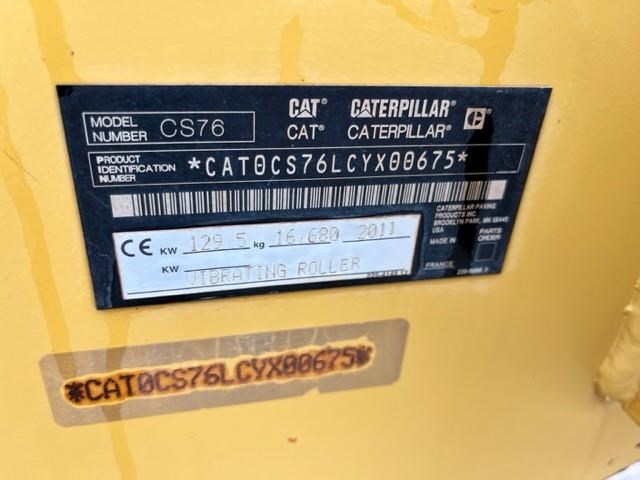 CAT® CATERPILLAR® C
CAT® CATERPILLAR®
MODEL NUMBER CS76
PRODUCT IDENTIFICATION NUMBER *CAT0CS76LCYX00675*
CATERPILLAR PAVING
PRODUCTS INC.
BROOKLYN PARK, MN 55445
USA
PARTS ORDER
MADE IN
FRANCE
CE KW 129.5 kg 16,680 2011
KW
VIBRATING ROLLER
*CAT0CS76LCYX00675*